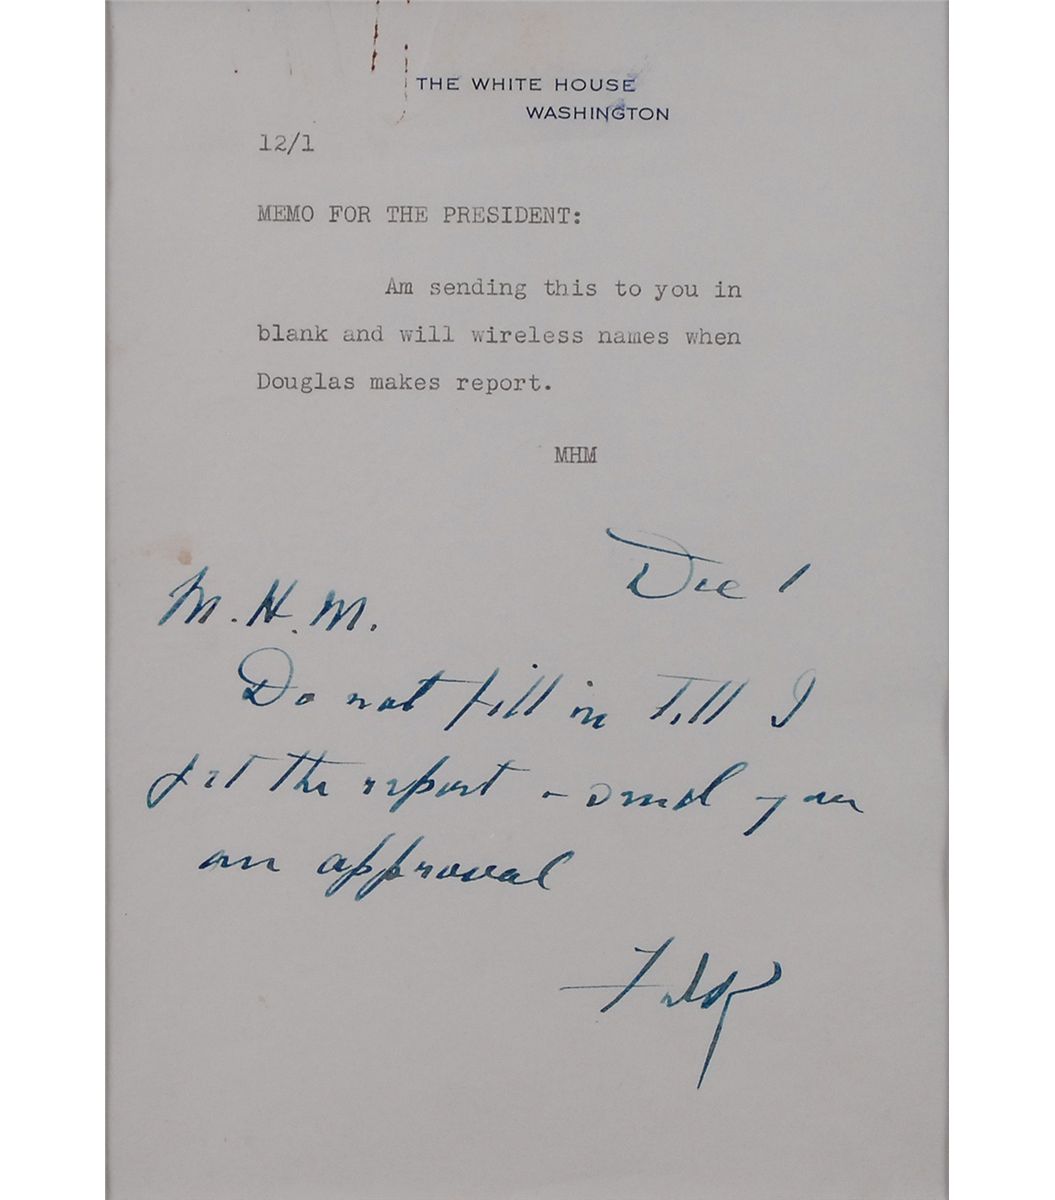 THE WHITE HOUSE
WASHINGTON
12/1
MEMO FOR THE PRESIDENT:
Am sending this to you in
blank and will wireless names when
Douglas makes report.
MHM
Dec 1
M.H.M.
Do not fill in till I
get the report - & send you
an approval
FDR